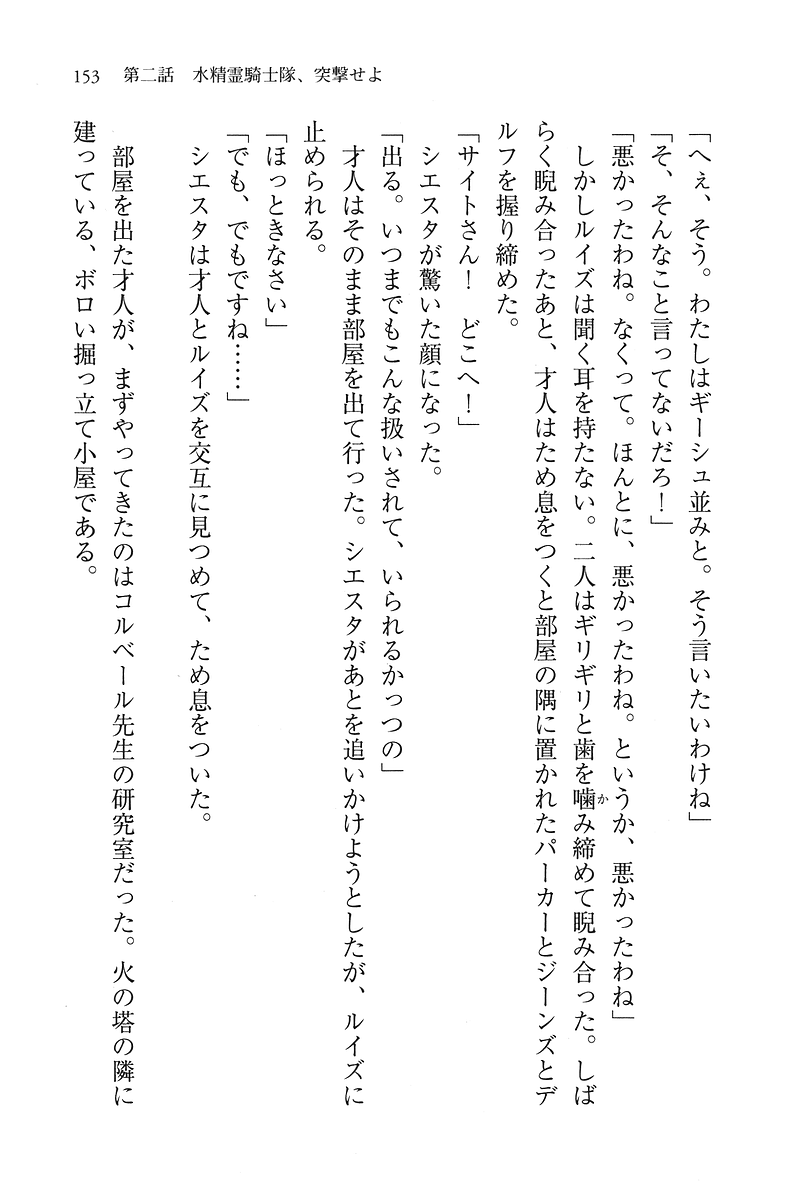 153　第二話　水精霊騎士隊、突撃せよ
「へぇ、そう。わたしはギーシュ並みと。そう言いたいわけね」
「そ、そんなこと言ってないだろ！」
「悪かったわね。なくって。ほんとに、悪かったわね。というか、悪かったわね」
　しかしルイズは聞く耳を持たない。二人はギリギリと歯を噛み締めて睨み合った。しば
らく睨み合ったあと、才人はため息をつくと部屋の隅に置かれたパーカーとジーンズとデ
ルフを握り締めた。
「サイトさん！　どこへ！」
　シエスタが驚いた顔になった。
「出る。いつまでもこんな扱いされて、いられるかっつの」
　才人はそのまま部屋を出て行った。シエスタがあとを追いかけようとしたが、ルイズに
止められる。
「ほっときなさい」
「でも、でもですね……」
　シエスタは才人とルイズを交互に見つめて、ため息をついた。
　部屋を出た才人が、まずやってきたのはコルベール先生の研究室だった。火の塔の隣に
建っている、ボロい掘っ立て小屋である。
か